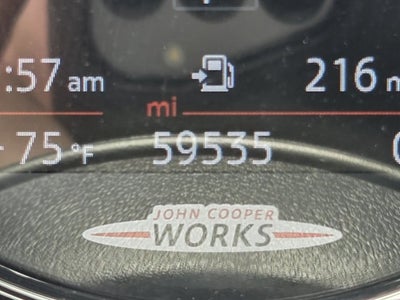 :57 am 216 m
mi
75°F 59535
JOHN COOPER
WORKS